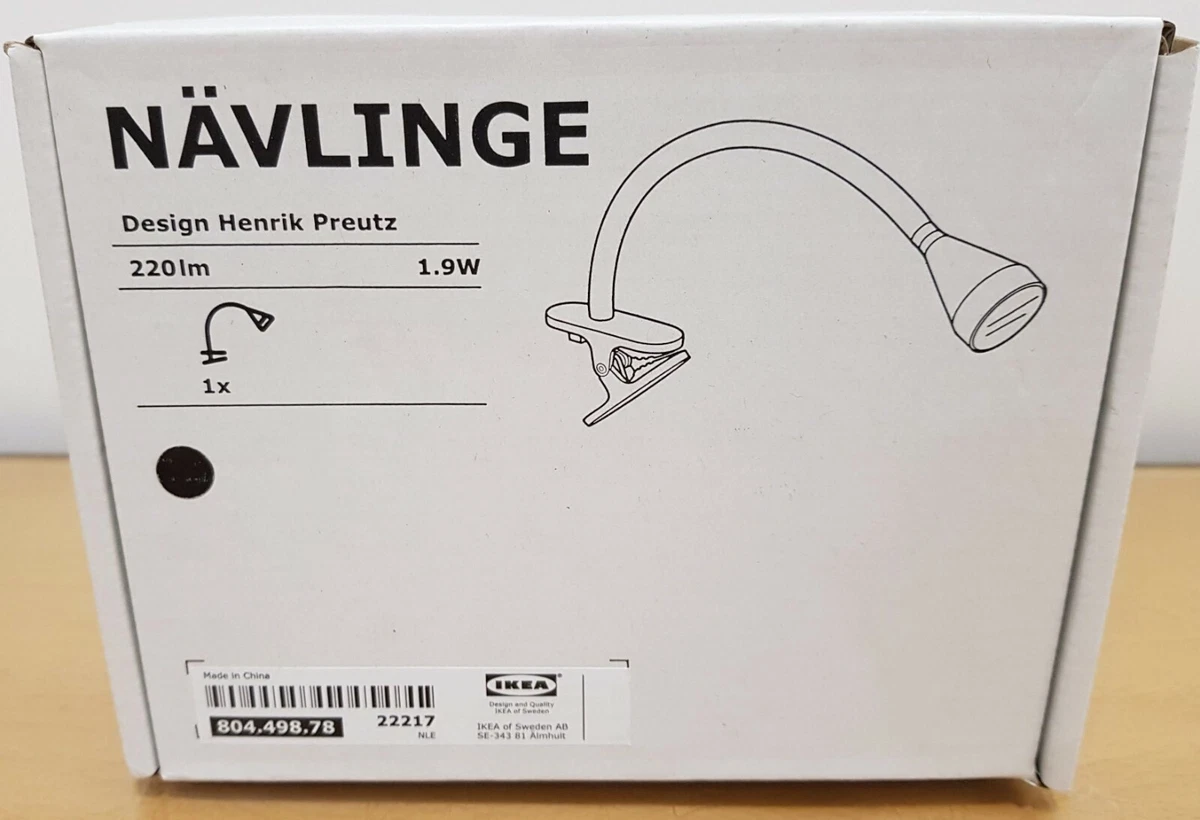 NÄVLINGE
Design Henrik Preutz
220lm 1.9W
1x
Made in China
804.498.78
22217
NLE
IKEA®
Design and Quality
IKEA of Sweden
IKEA of Sweden AB
SE-343 81 Älmhult